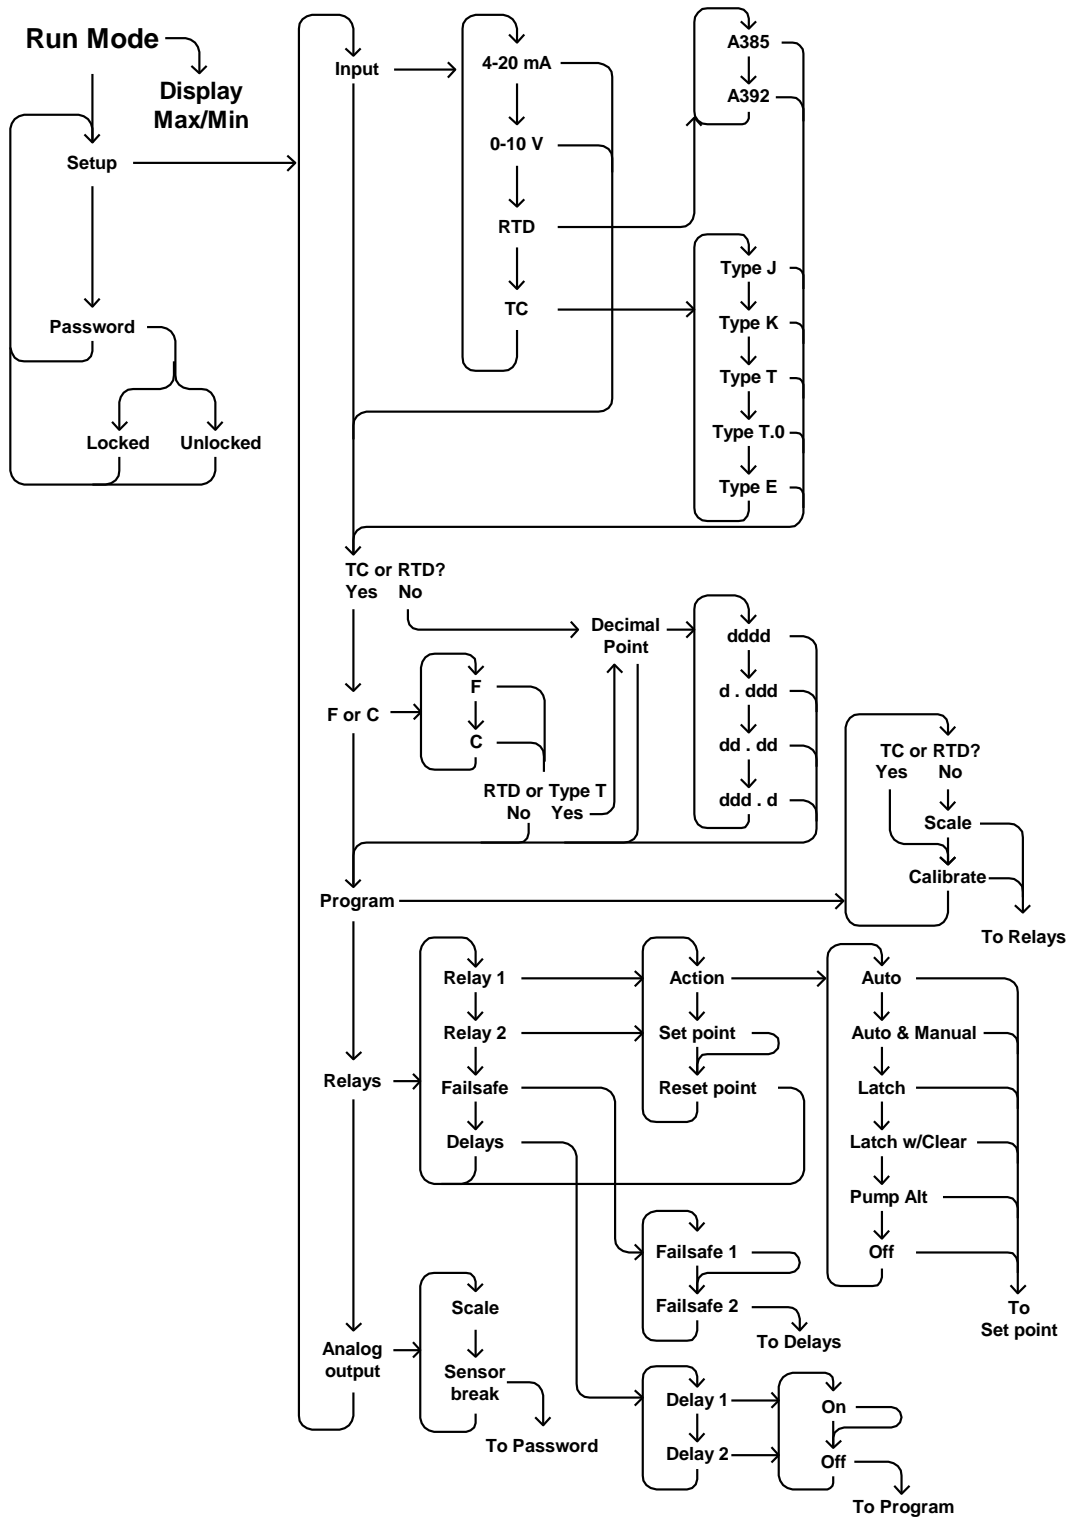 Run Mode
Display
Max/Min
Setup
Password
Locked
Unlocked
Input
4-20 mA
0-10 V
RTD
TC
A385
A392
Type J
Type K
Type T
Type T.0
Type E
TC or RTD?
Yes No
F or C
F
C
RTD or Type T
No Yes
Decimal
Point
dddd
d . ddd
dd . dd
ddd . d
TC or RTD?
Yes No
Scale
Calibrate
To Relays
Program
Relays
Relay 1
Relay 2
Failsafe
Delays
Action
Set point
Reset point
Auto
Auto & Manual
Latch
Latch w/Clear
Pump Alt
Off
To
Set point
Failsafe 1
Failsafe 2
To Delays
Analog
output
Scale
Sensor
break
To Password
Delay 1
Delay 2
On
Off
To Program